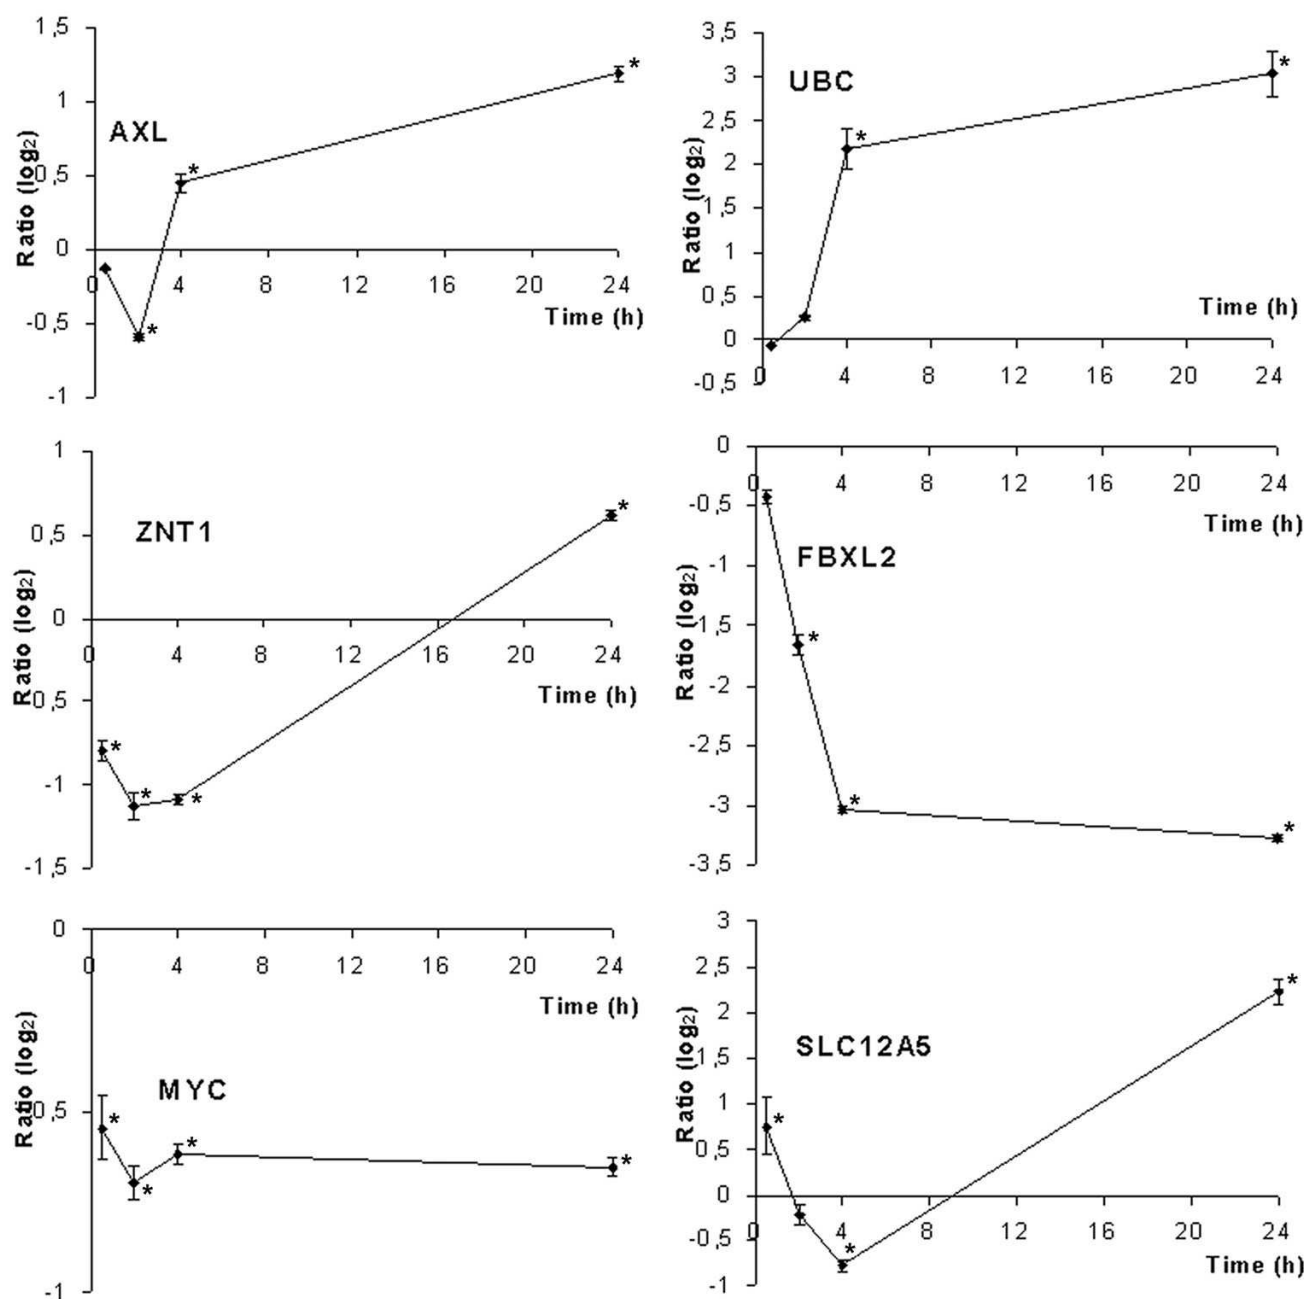 1,5
1
0,5
0
-0,5
-1
AXL
Ratio (log2)
0 4 8 12 16 20 24
Time (h)
* * *
3,5
3
2,5
2
1,5
1
0,5
0
-0,5
UBC
Ratio (log2)
0 4 8 12 16 20 24
Time (h)
* *
1
0,5
0
-0,5
-1
-1,5
ZNT1
Ratio (log2)
0 4 8 12 16 20 24
Time (h)
* * * *
0
-0,5
-1
-1,5
-2
-2,5
-3
-3,5
FBXL2
Ratio (log2)
0 4 8 12 16 20 24
Time (h)
* * *
0
0,5
-1
MYC
Ratio (log2)
0 4 8 12 16 20 24
Time (h)
* * * *
3
2,5
2
1,5
1
0,5
0
-0,5
-1
SLC12A5
Ratio (log2)
0 4 8 12 16 20 24
Time (h)
* * *